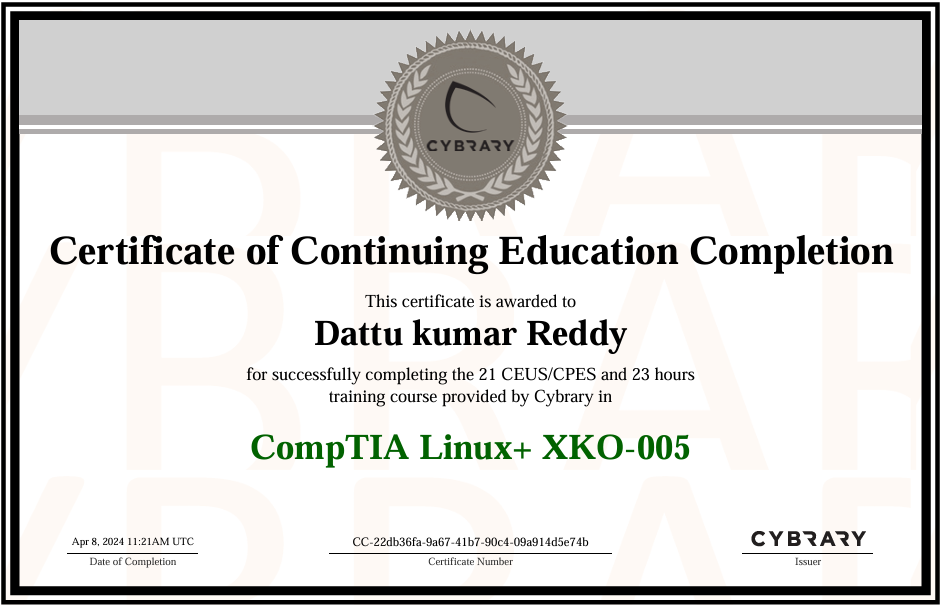 CYBRARY
Certificate of Continuing Education Completion
This certificate is awarded to
Dattu kumar Reddy
for successfully completing the 21 CEUS/CPES and 23 hours
training course provided by Cybrary in
CompTIA Linux+ XKO-005
Apr 8, 2024 11:21AM UTC
Date of Completion
CC-22db36fa-9a67-41b7-90c4-09a914d5e74b
Certificate Number
CYBRARY
Issuer